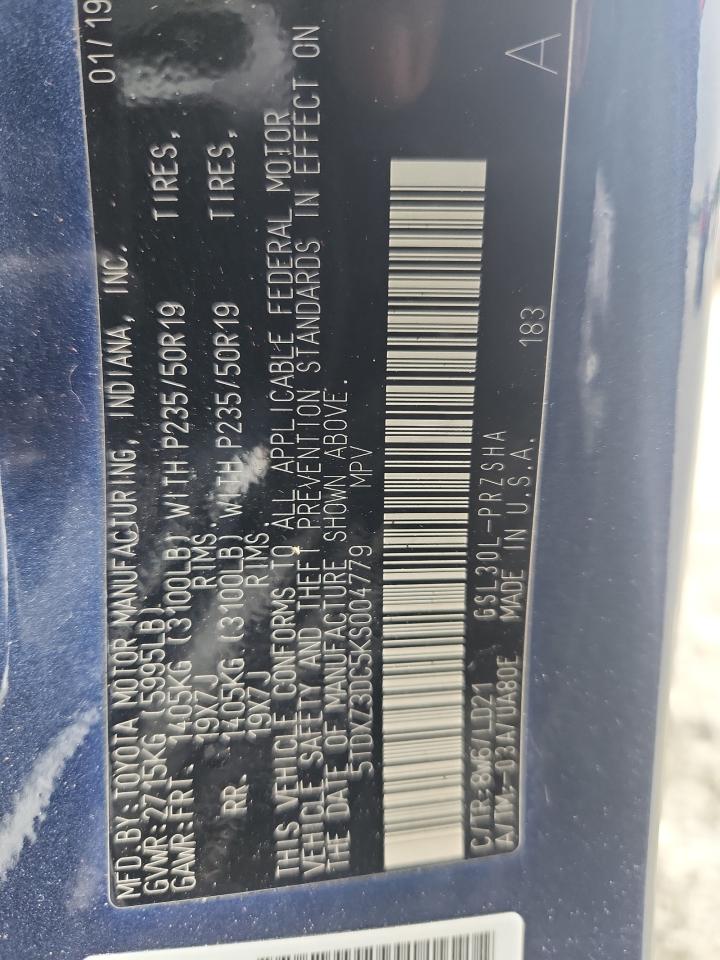 MFD.BY:TOYOTA MOTOR MANUFACTURING, INDIANA, INC. 01/19
GVWR:2715KG (5995LB)
GAWR:FRT. 1405KG (3100LB) WITH P235/50R19 TIRES,
19X7J RIMS.
RR. 1405KG (3100LB) WITH P235/50R19 TIRES,
19X7J RIMS.
THIS VEHICLE CONFORMS TO ALL APPLICABLE FEDERAL MOTOR
VEHICLE SAFETY AND THEFT PREVENTION STANDARDS IN EFFECT ON
THE DATE OF MANUFACTURE SHOWN ABOVE.
5TDXZ3DC5KS004779 MPV
C/TR:8W6/LD21 GSL30L-PRZSHA 183
A/TM:-03A/UA80E MADE IN U.S.A. A